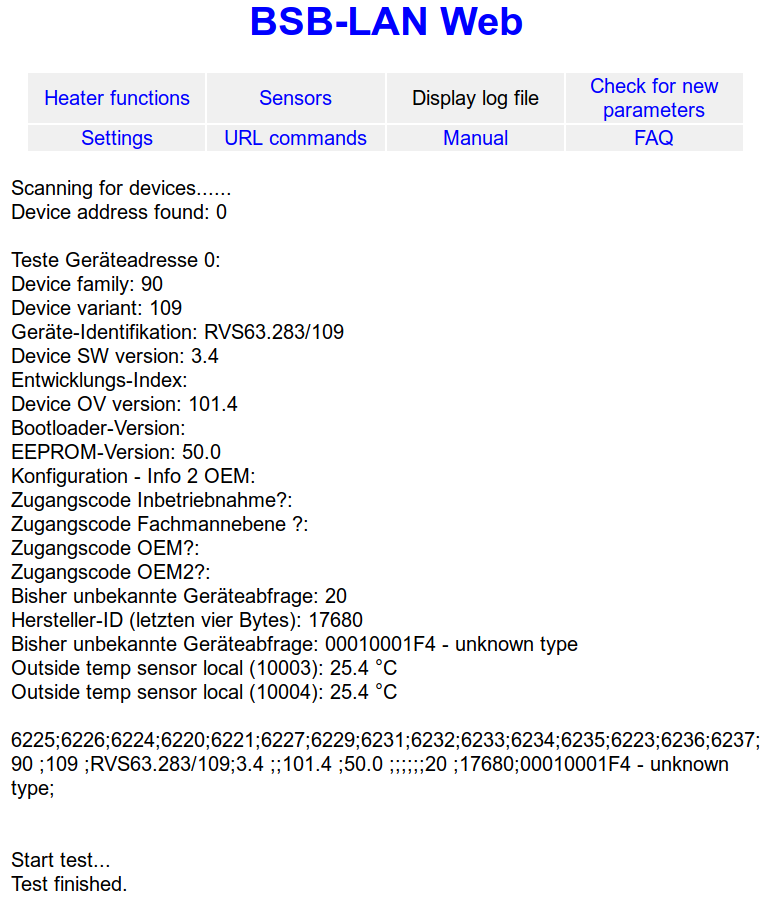 BSB-LAN Web
Heater functions
Sensors
Display log file
Check for new
parameters
Settings
URL commands
Manual
FAQ
Scanning for devices......
Device address found: 0
Teste Geräteadresse 0:
Device family: 90
Device variant: 109
Geräte-Identifikation: RVS63.283/109
Device SW version: 3.4
Entwicklungs-Index:
Device OV version: 101.4
Bootloader-Version:
EEPROM-Version: 50.0
Konfiguration - Info 2 OEM:
Zugangscode Inbetriebnahme?:
Zugangscode Fachmannebene ?:
Zugangscode OEM?:
Zugangscode OEM2?:
Bisher unbekannte Geräteabfrage: 20
Hersteller-ID (letzten vier Bytes): 17680
Bisher unbekannte Geräteabfrage: 00010001F4 - unknown type
Outside temp sensor local (10003): 25.4 °C
Outside temp sensor local (10004): 25.4 °C
6225;6226;6224;6220;6221;6227;6229;6231;6232;6233;6234;6235;6223;6236;6237;
90 ;109 ;RVS63.283/109;3.4 ;;101.4 ;50.0 ;;;;;;20 ;17680;00010001F4 - unknown
type;
Start test...
Test finished.